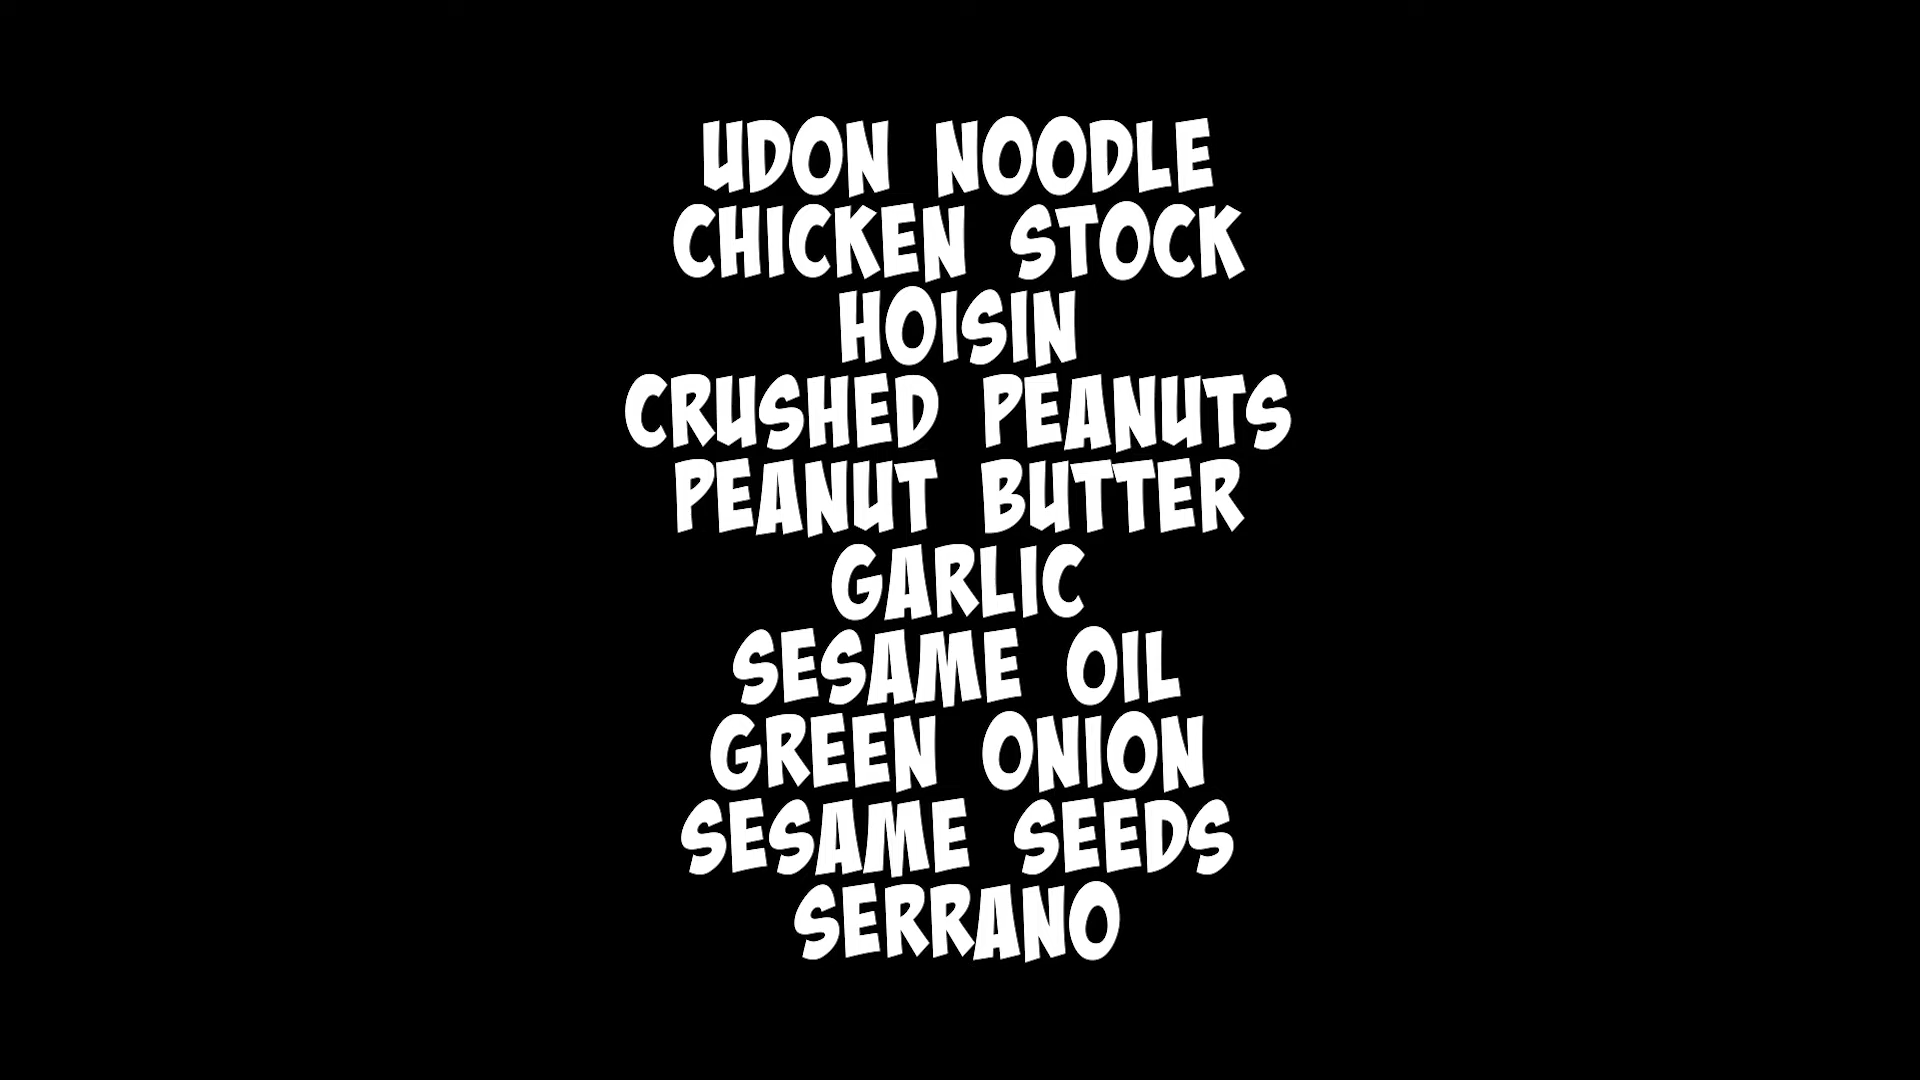 UDON NOODLE
CHICKEN STOCK
HOISIN
CRUSHED PEANUTS
PEANUT BUTTER
GARLIC
SESAME OIL
GREEN ONION
SESAME SEEDS
SERRANO